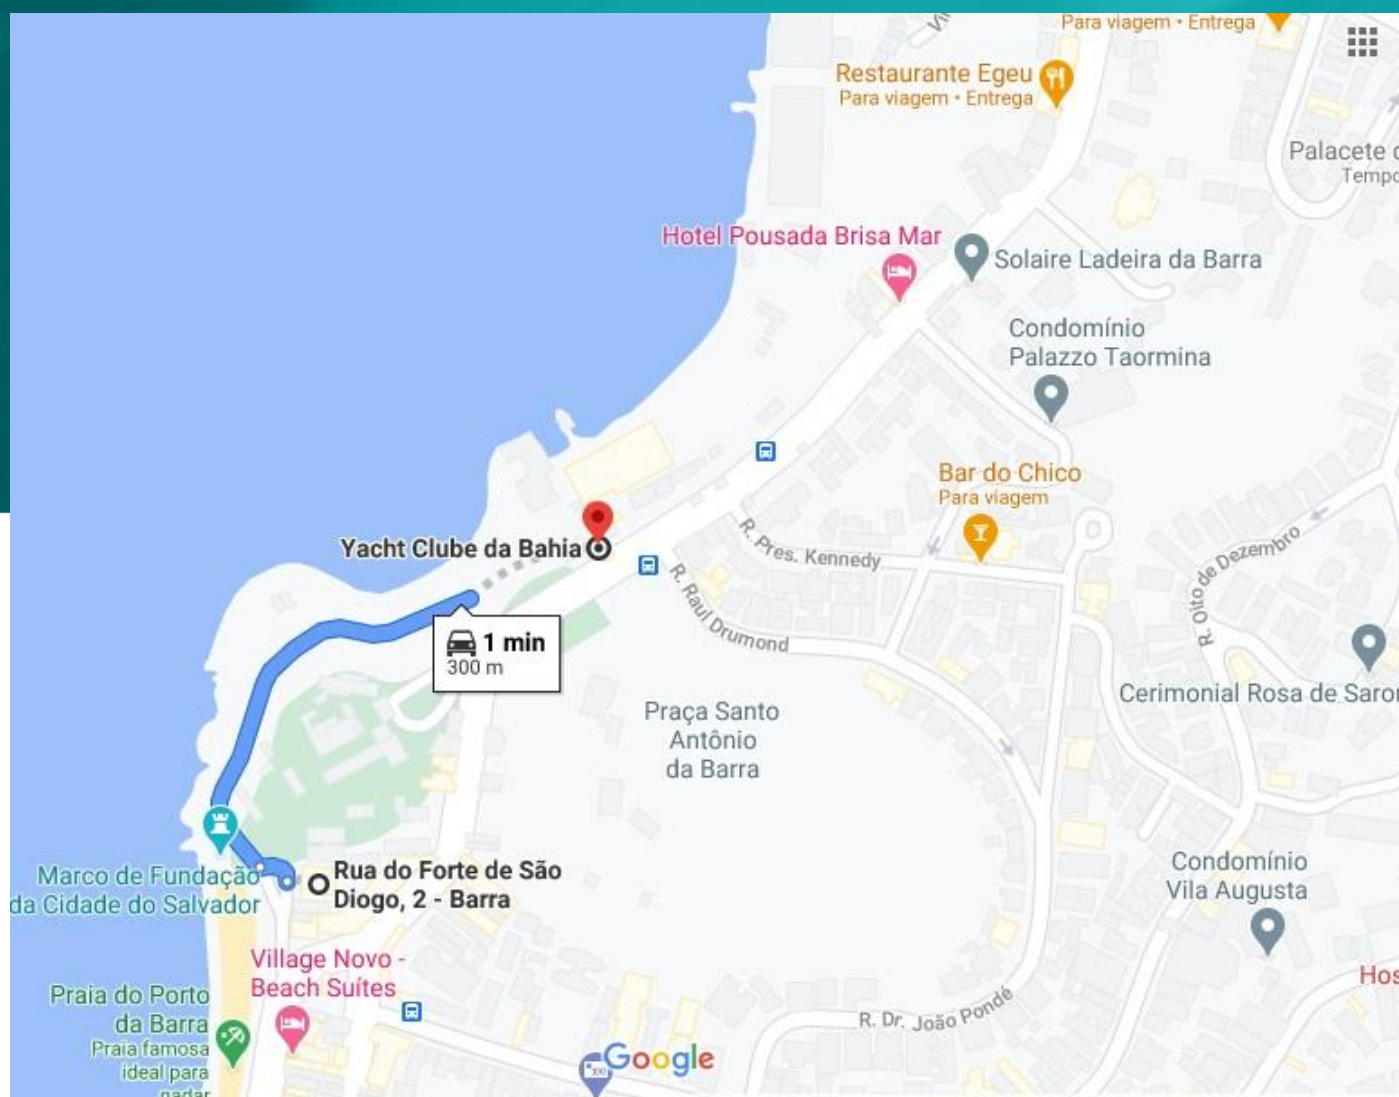 Para viagem • Entrega
Restaurante Egeu
Para viagem • Entrega
Palacete
Hotel Pousada Brisa Mar
Solaire Ladeira da Barra
Condomínio
Palazzo Taormina
Bar do Chico
Para viagem
Yacht Clube da Bahia
R. Pres. Kennedy
R. Oito de Dezembro
R. Raul Drumond
1 min
300 m
Cerimonial Rosa de Saron
Praça Santo
Antônio
da Barra
Rua do Forte de São
Diogo, 2 - Barra
Marco de Fundação
da Cidade do Salvador
Condomínio
Vila Augusta
Village Novo -
Beach Suítes
Praia do Porto
da Barra
Praia famosa
ideal para
nadar
R. Dr. João Pondé
Google